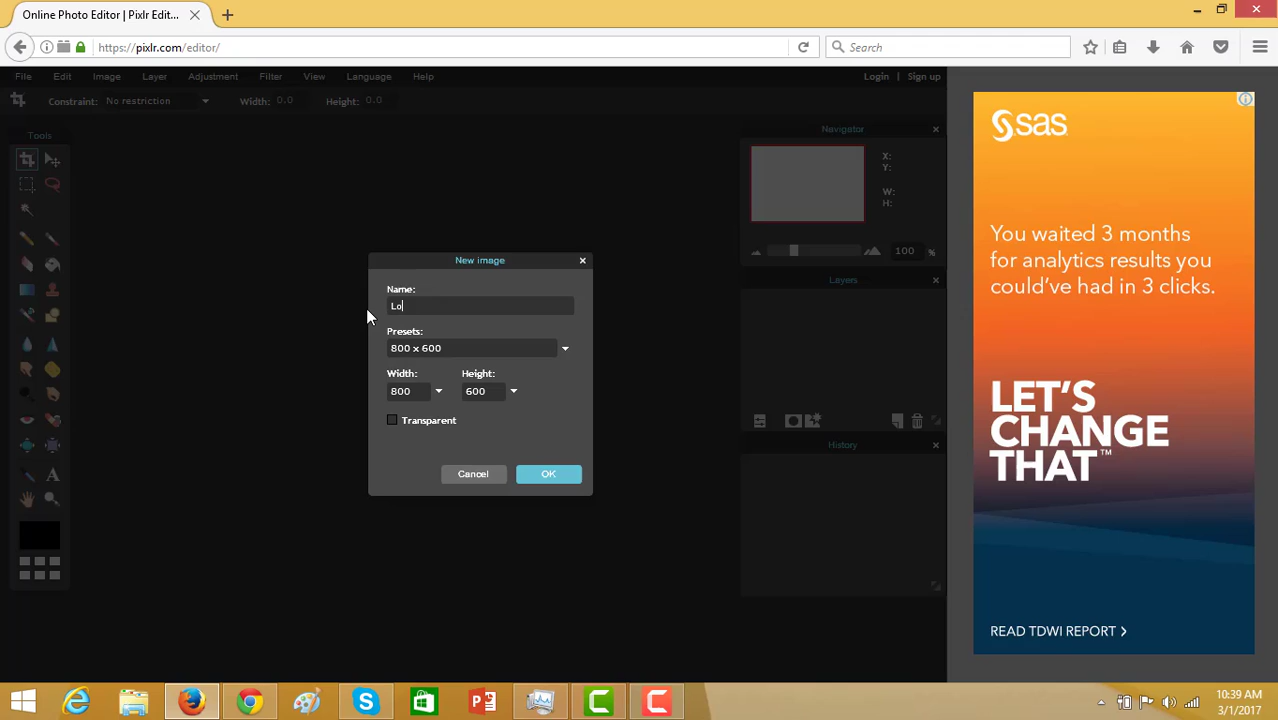 Online Photo Editor | Pixlr Edit...
https://pixlr.com/editor/
Search
File Edit Image Layer Adjustment Filter View Language Help
Login | Sign up
Constraint: No restriction Width: 0.0 Height: 0.0
Tools
Navigator
X:
Y:
W:
H:
100 %
Layers
History
New image
Name:
Lo
Presets:
800 x 600
Width: Height:
800 600
Transparent
Cancel OK
sas
You waited 3 months
for analytics results you
could've had in 3 clicks.
LET'S
CHANGE
THAT™
READ TDWI REPORT >
10:39 AM
3/1/2017